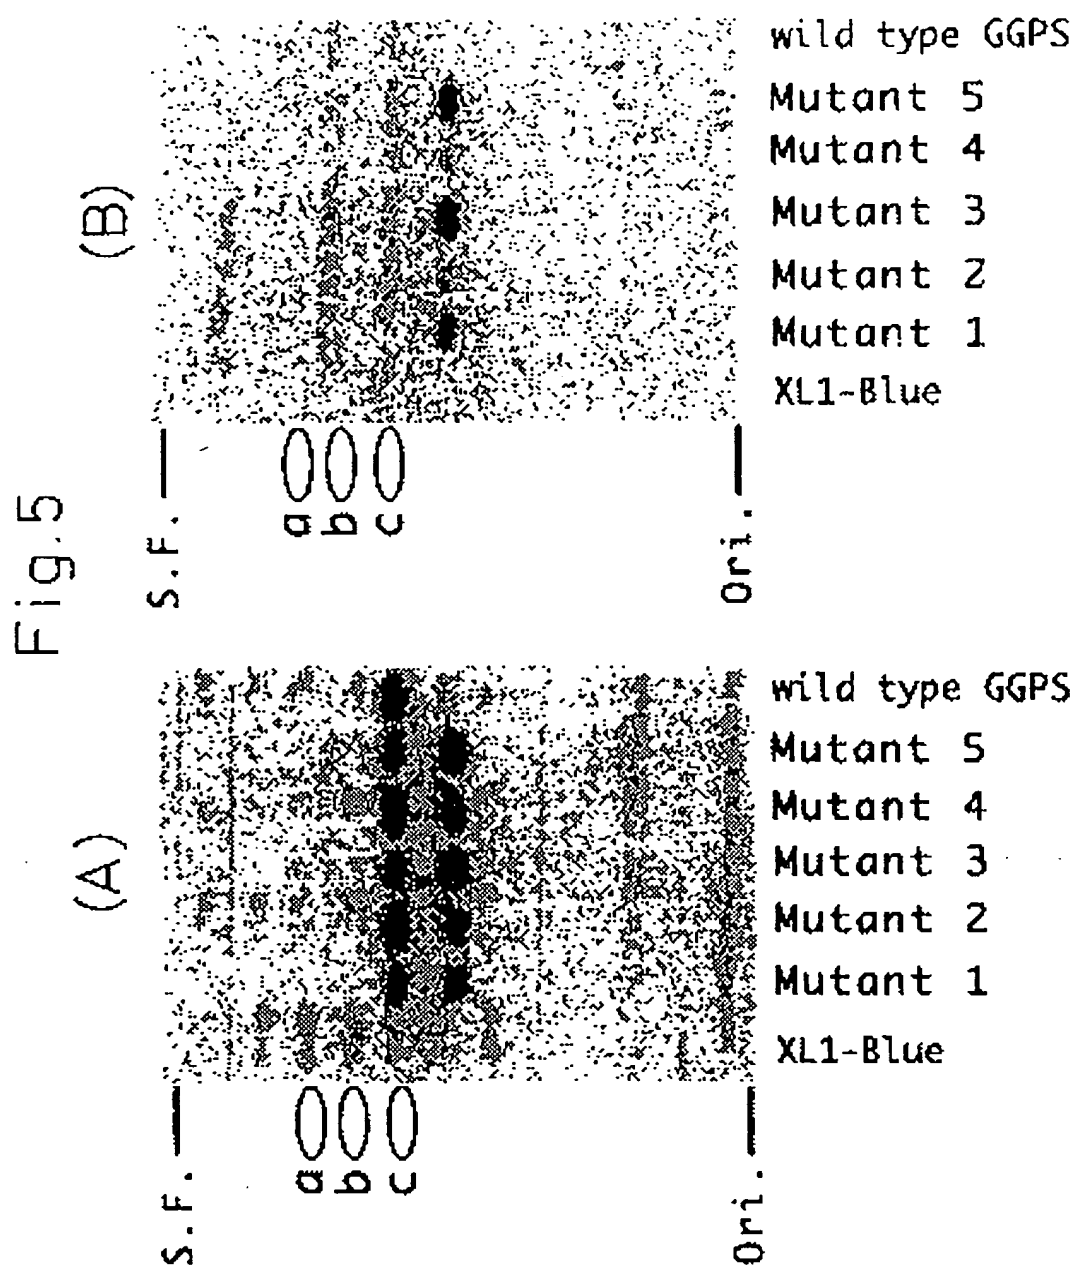 Fig.5
(A)
S.F.
a
b
c
Ori.
XL1-Blue
Mutant 1
Mutant 2
Mutant 3
Mutant 4
Mutant 5
wild type GGPS
(B)
S.F.
a
b
c
Ori.
XL1-Blue
Mutant 1
Mutant 2
Mutant 3
Mutant 4
Mutant 5
wild type GGPS